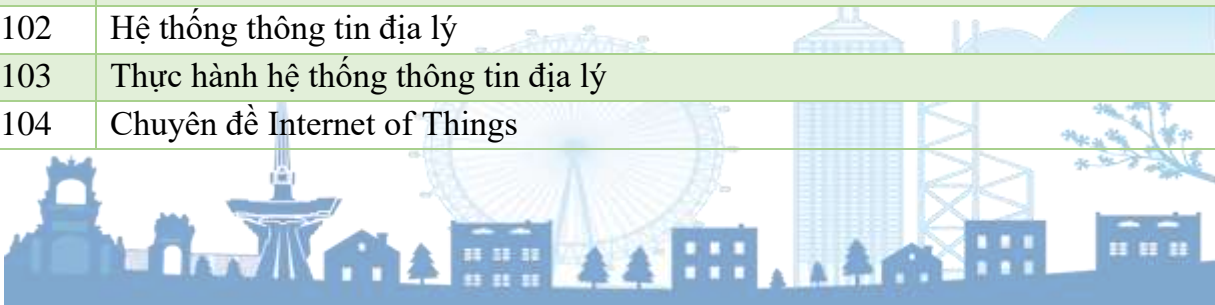 102 Hệ thống thông tin địa lý
103 Thực hành hệ thống thông tin địa lý
104 Chuyên đề Internet of Things